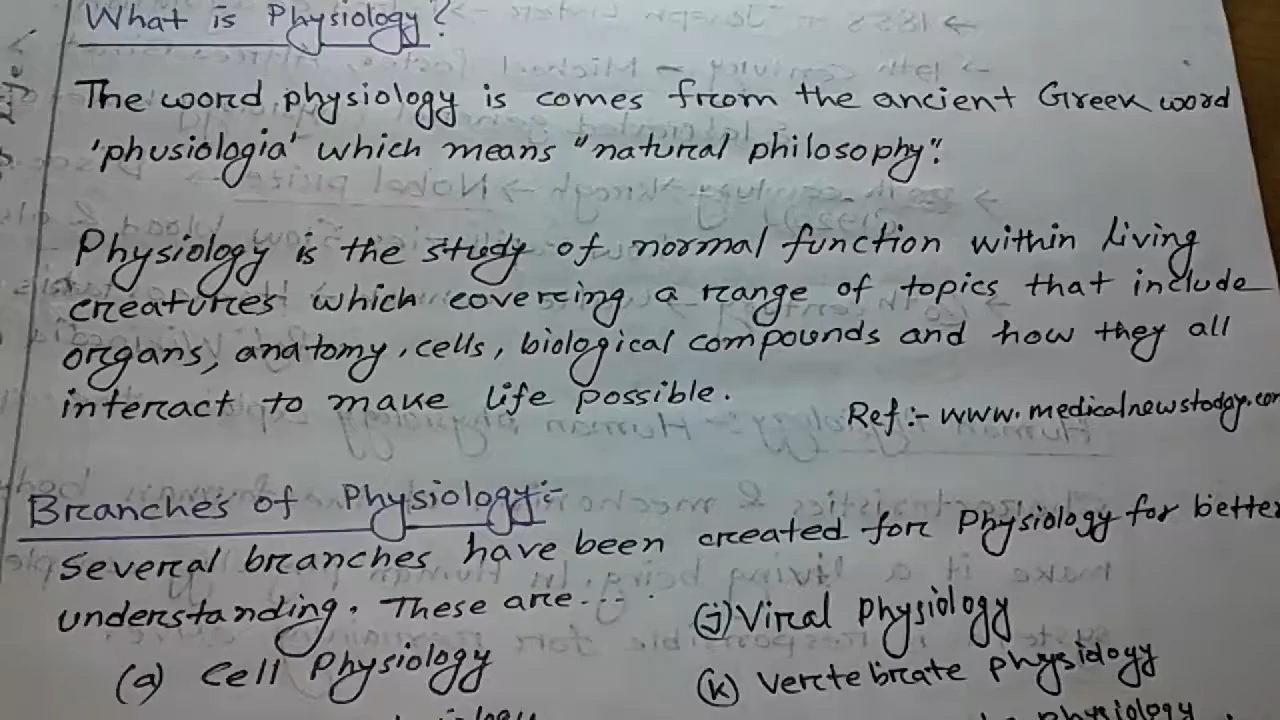 What is Physiology?
The word physiology is comes from the ancient Greek word
'phusiologia' which means "natural philosophy".
Physiology is the study of normal function within living
creatures which covering a range of topics that include
organs, anatomy, cells, biological compounds and how they all
interact to make life possible.
Ref :- www.medicalnewstoday.com
Branches of Physiology:-
Several branches have been created for Physiology for better
understanding. These are....
(a) Cell Physiology
(j) Viral Physiology
(k) Vertebrate physiology
physiology